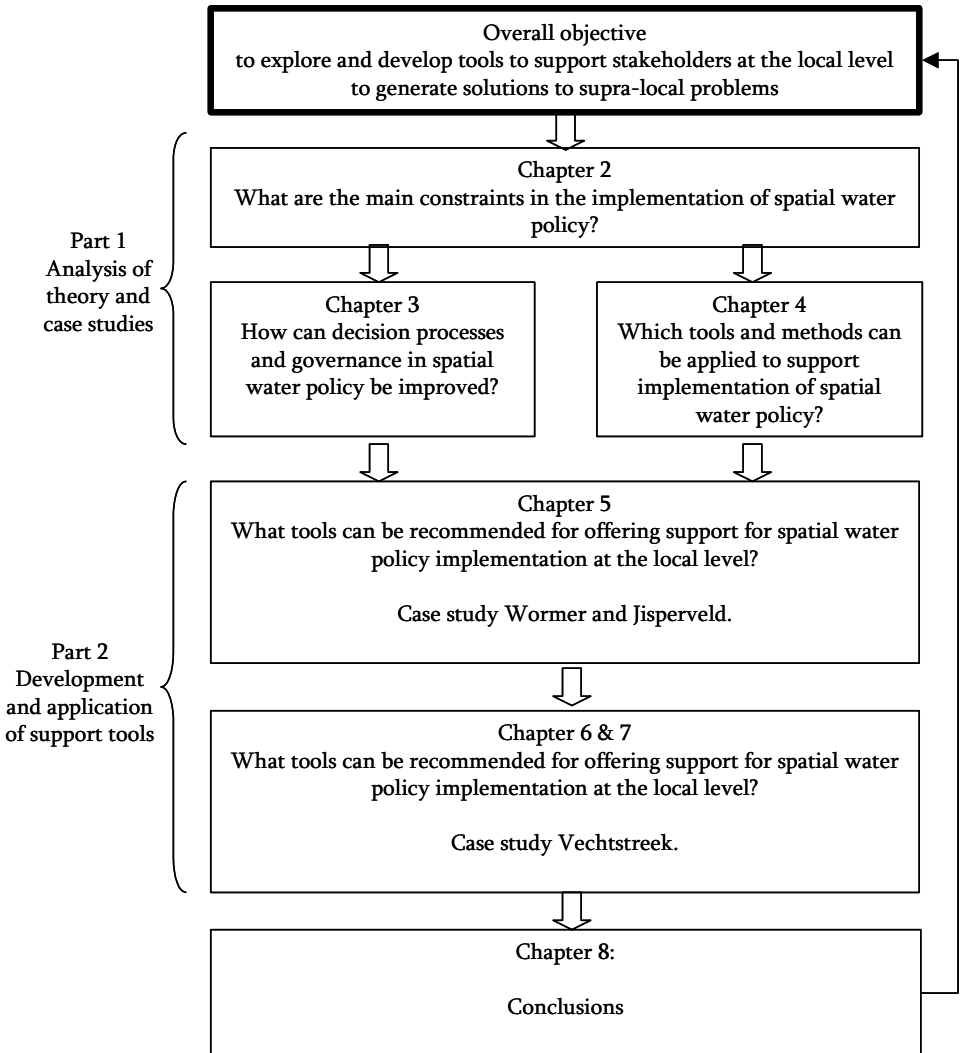 Overall objective
to explore and develop tools to support stakeholders at the local level
to generate solutions to supra-local problems
Part 1
Analysis of
theory and
case studies
Chapter 2
What are the main constraints in the implementation of spatial water
policy?
Chapter 3
How can decision processes
and governance in spatial
water policy be improved?
Chapter 4
Which tools and methods can
be applied to support
implementation of spatial
water policy?
Part 2
Development
and application
of support tools
Chapter 5
What tools can be recommended for offering support for spatial water
policy implementation at the local level?
Case study Wormer and Jisperveld.
Chapter 6 & 7
What tools can be recommended for offering support for spatial water
policy implementation at the local level?
Case study Vechtstreek.
Chapter 8:
Conclusions